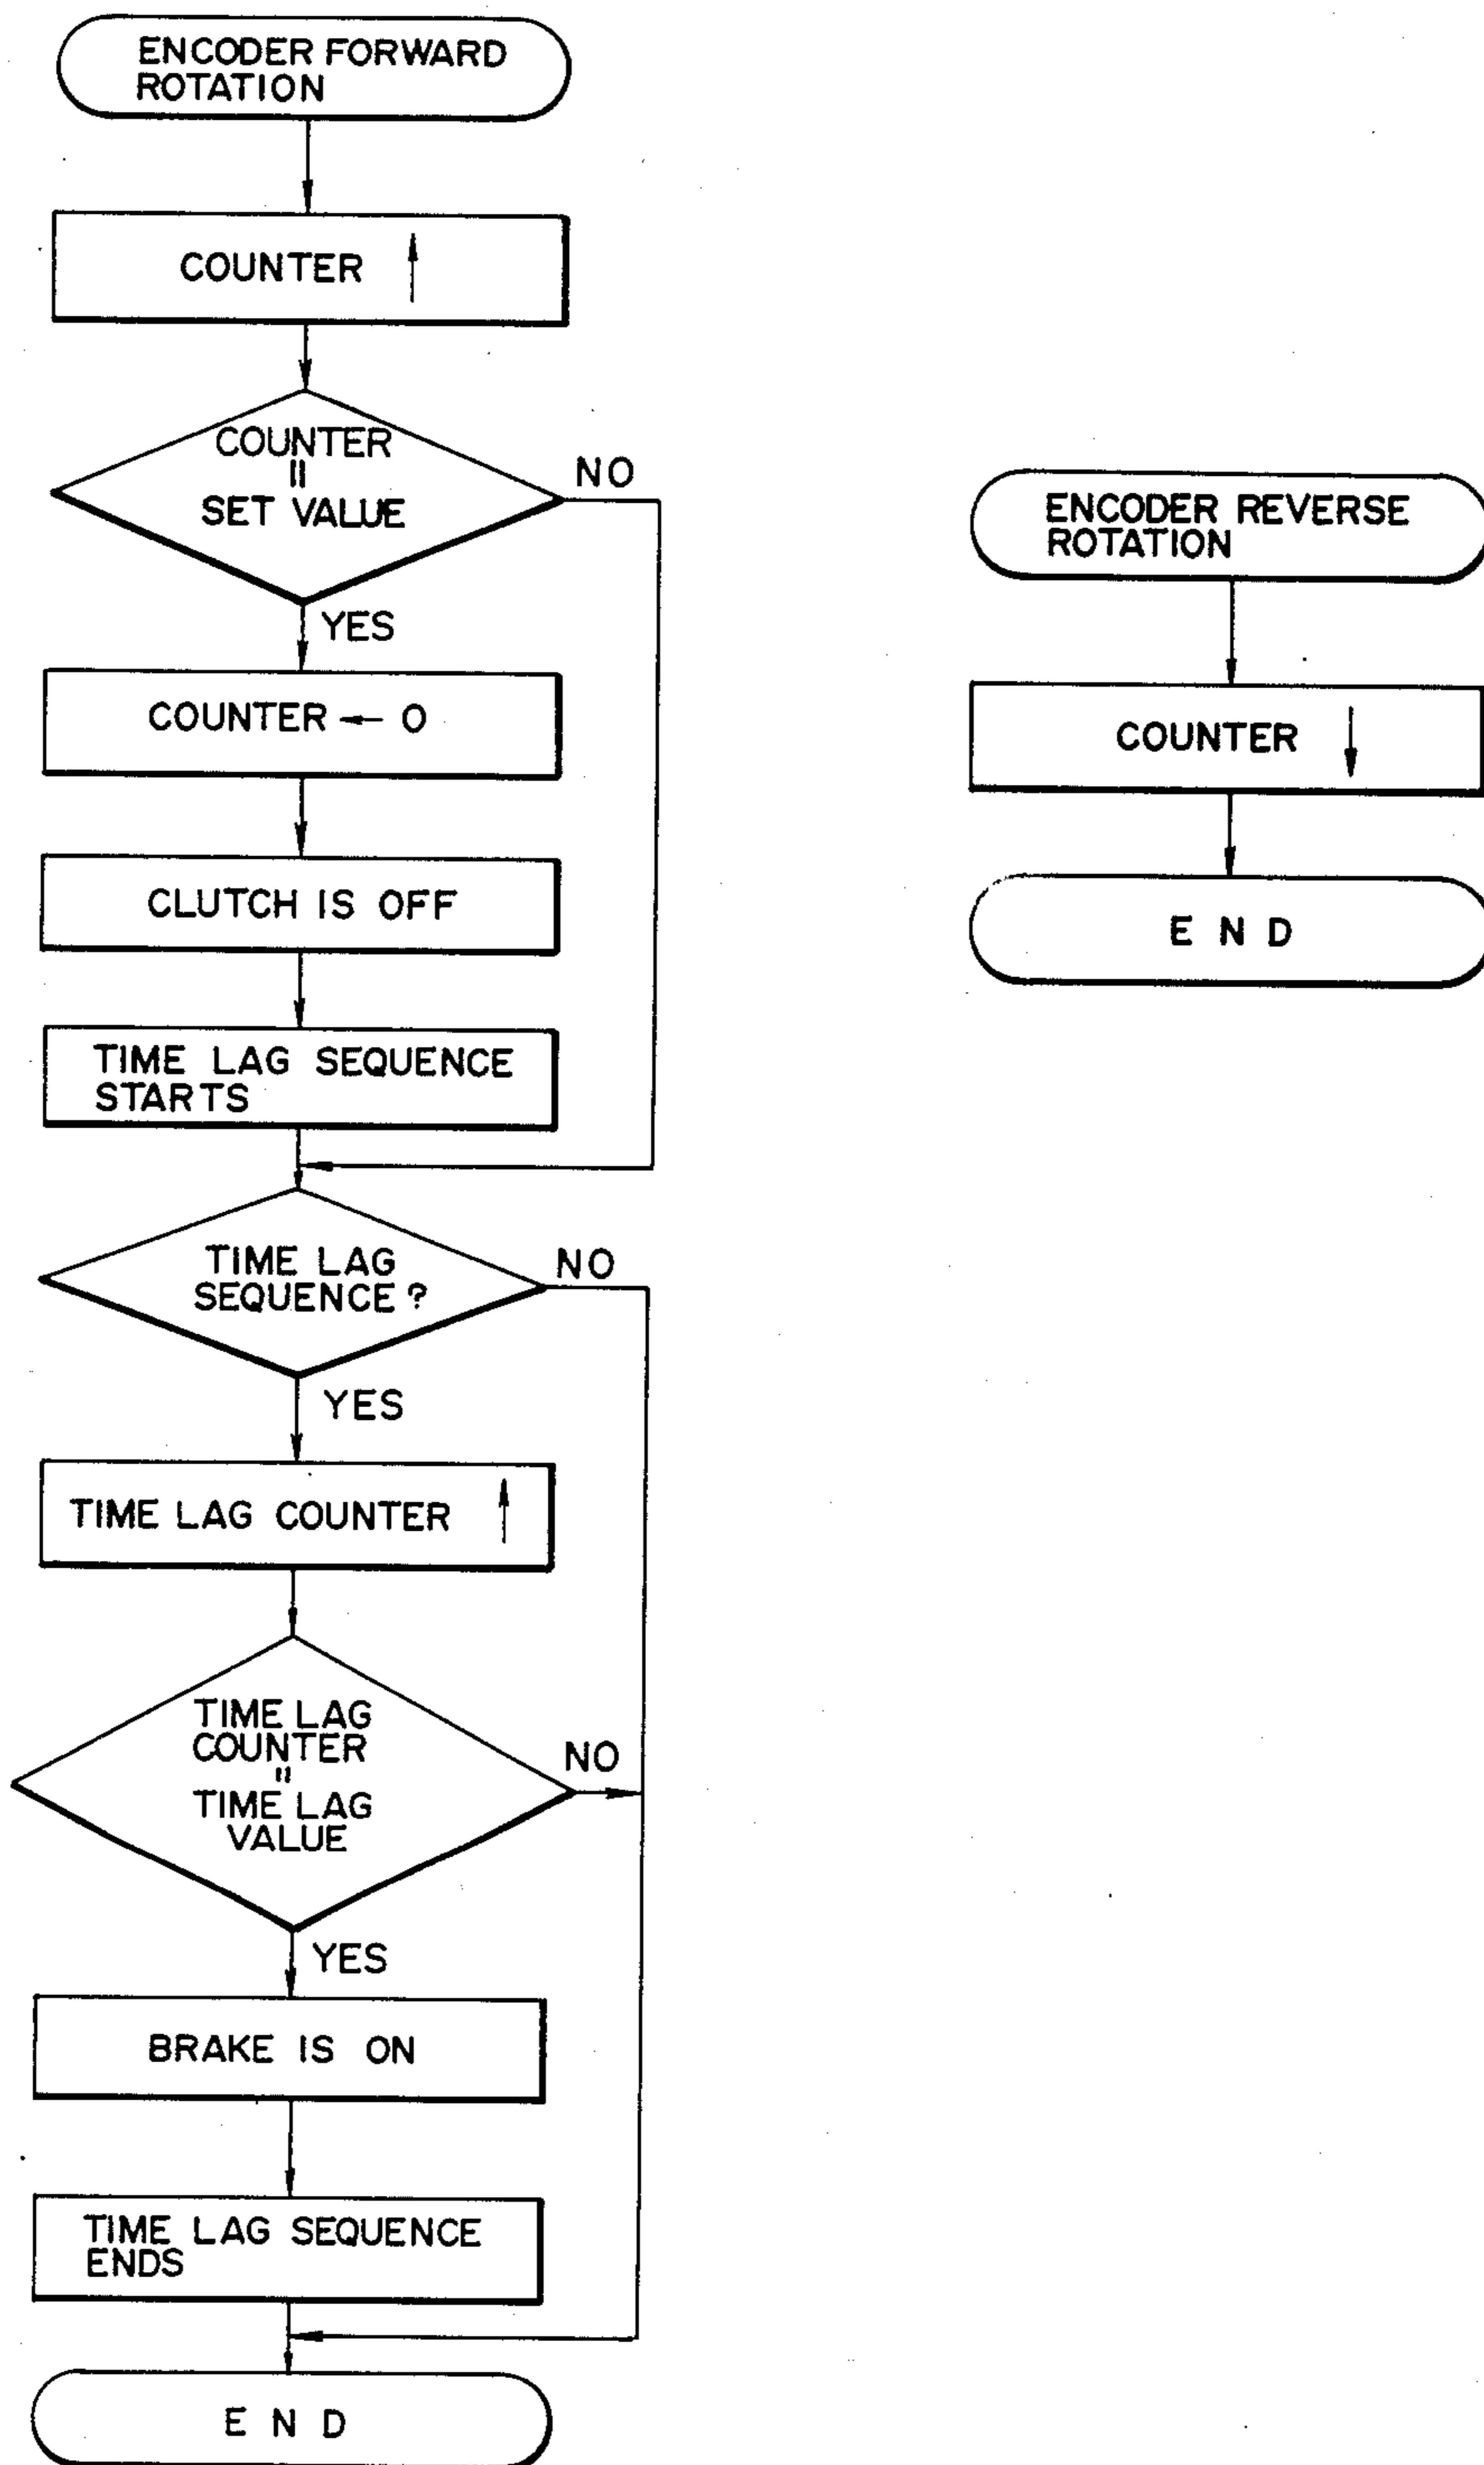 ENCODER FORWARD
ROTATION
COUNTER ↑
COUNTER
=
SET VALUE
NO
YES
COUNTER ← 0
CLUTCH IS OFF
TIME LAG SEQUENCE
STARTS
TIME LAG
SEQUENCE?
NO
YES
TIME LAG COUNTER ↑
TIME LAG
COUNTER
=
TIME LAG
VALUE
NO
YES
BRAKE IS ON
TIME LAG SEQUENCE
ENDS
END
ENCODER REVERSE
ROTATION
COUNTER ↓
END